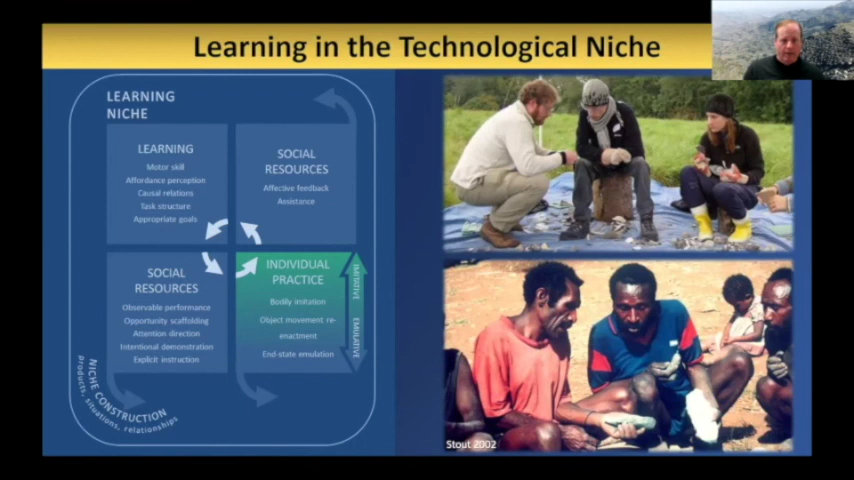 Learning in the Technological Niche
LEARNING
NICHE
LEARNING
Motor skill
Affordance perception
Causal relations
Task structure
Appropriate goals
SOCIAL
RESOURCES
Affective feedback
Assistance
SOCIAL
RESOURCES
Observable performance
Opportunity scaffolding
Attention direction
Intentional demonstration
Explicit instruction
INDIVIDUAL
PRACTICE
Bodily imitation
Object movement re-
enactment
End-state emulation
IMITATIVE
EMULATIVE
NICHE CONSTRUCTION
Products, situations, relationships
Stout 2002